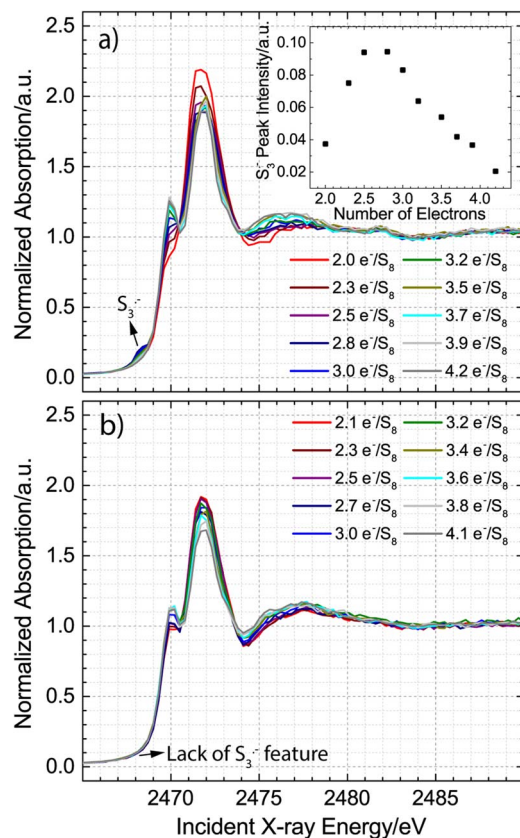 a)
Normalized Absorption/a.u.
2.5
2.0
1.5
1.0
0.5
0.0
S₃·⁻
S₃ Peak Intensity/a.u.
0.10
0.08
0.06
0.04
0.02
2.0 2.5 3.0 3.5 4.0
Number of Electrons
2.0 e⁻/S₈ 3.2 e⁻/S₈
2.3 e⁻/S₈ 3.5 e⁻/S₈
2.5 e⁻/S₈ 3.7 e⁻/S₈
2.8 e⁻/S₈ 3.9 e⁻/S₈
3.0 e⁻/S₈ 4.2 e⁻/S₈
b)
Normalized Absorption/a.u.
2.5
2.0
1.5
1.0
0.5
0.0
2.1 e⁻/S₈ 3.2 e⁻/S₈
2.3 e⁻/S₈ 3.4 e⁻/S₈
2.5 e⁻/S₈ 3.6 e⁻/S₈
2.7 e⁻/S₈ 3.8 e⁻/S₈
3.0 e⁻/S₈ 4.1 e⁻/S₈
Lack of S₃·⁻ feature
2470 2475 2480 2485
Incident X-ray Energy/eV